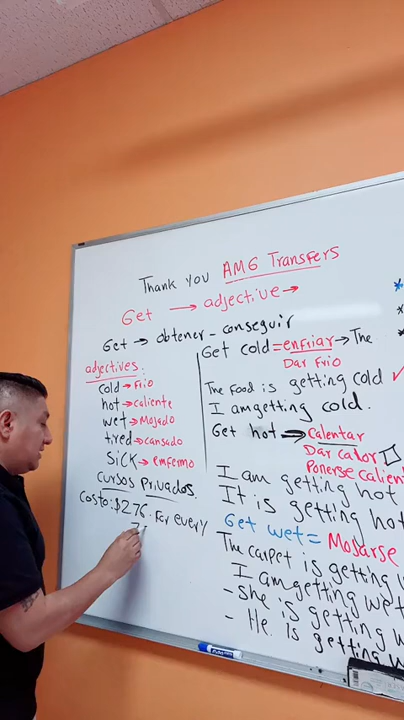 Thank you AMG Transfers
Get → adjective →
Get → obtener - conseguir
adjectives:
cold → Frio
hot → caliente
wet → Mojado
tired → cansado
SiCK → emfermo
Cursos Privados.
Costo: $276. For every
Get cold = enfriar → The
Dar Frio
The Food is getting cold ✓
I am getting cold.
Get hot → Calentar
Dar calor
Ponerse calien
I am getting hot
It is getting hot
Get wet = Mojarse
The carpet is getting
I am getting wet
- She is getting w
- He. is getting w
EXPO